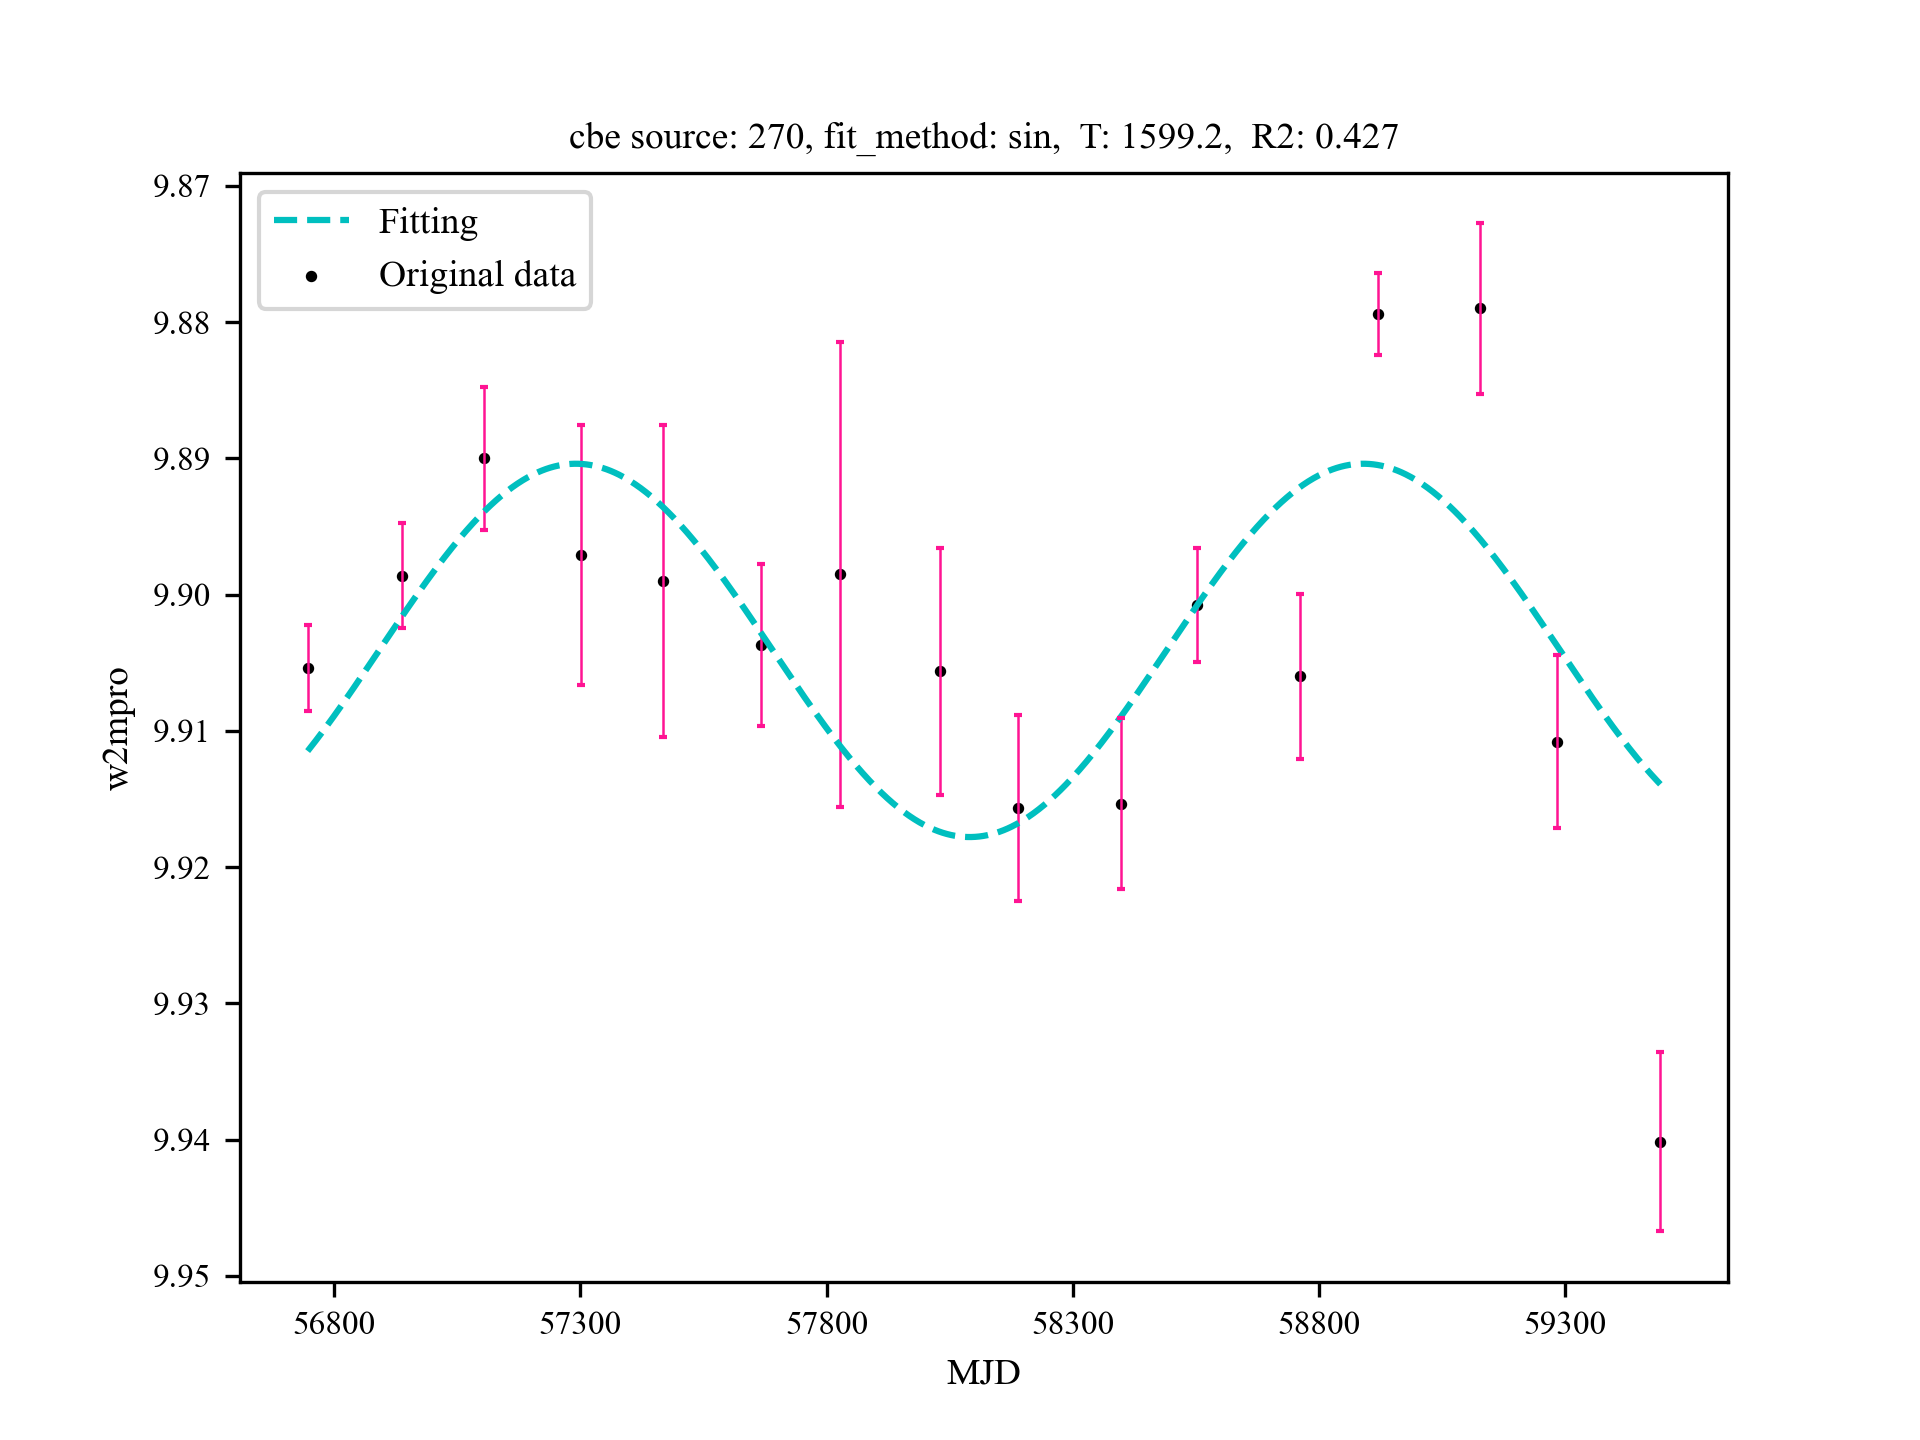 cbe source: 270, fit_method: sin,  T: 1599.2,  R2: 0.427
Fitting
Original data
9.87
9.88
9.89
9.90
9.91
9.92
9.93
9.94
9.95
w2mpro
56800 57300 57800 58300 58800 59300
MJD